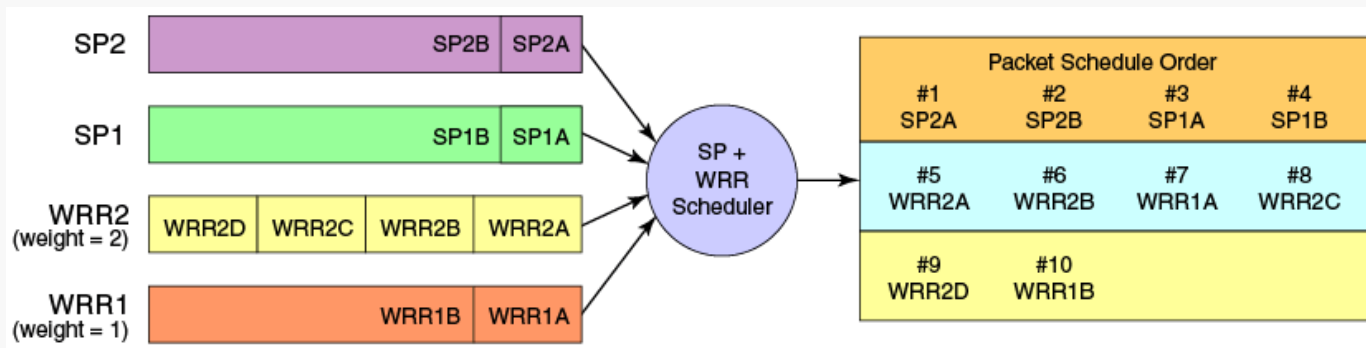 SP2
SP2B SP2A
SP1
SP1B SP1A
WRR2
(weight = 2)
WRR2D WRR2C WRR2B WRR2A
WRR1
(weight = 1)
WRR1B WRR1A
SP +
WRR
Scheduler
Packet Schedule Order
#1 #2 #3 #4
SP2A SP2B SP1A SP1B
#5 #6 #7 #8
WRR2A WRR2B WRR1A WRR2C
#9 #10
WRR2D WRR1B